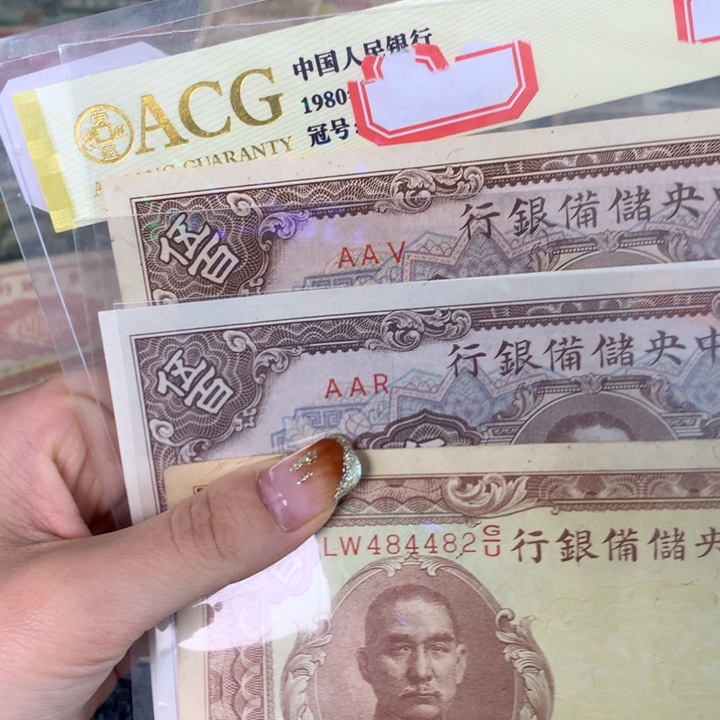 ACG
GUARANTY
中国人民银行
1980
冠号:
伍百
AAV
中央儲備銀行
伍百
AAR
中央儲備銀行
LW484482GU
央儲備銀行